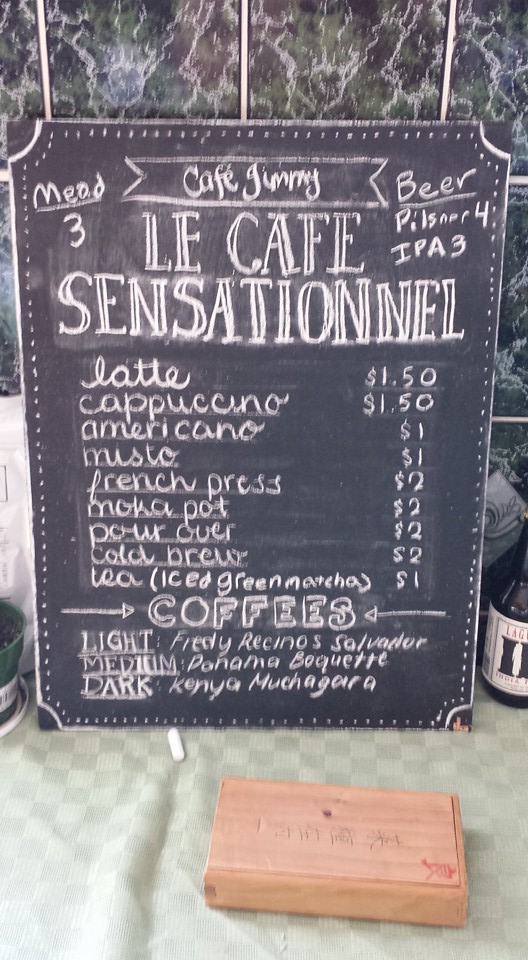 Café Jimmy
Mead
3
Beer
Pilsner 4
IPA 3
LE CAFE
SENSATIONNEL
latte $1.50
cappuccino $1.50
americano $1
misto $1
french press $2
moka pot $2
pour over $2
cold brew $2
tea (Iced green matcha) $1
COFFEES
LIGHT: Fredy Recinos Salvador
MEDIUM: Panama Boquette
DARK: Kenya Muchagara
LAG